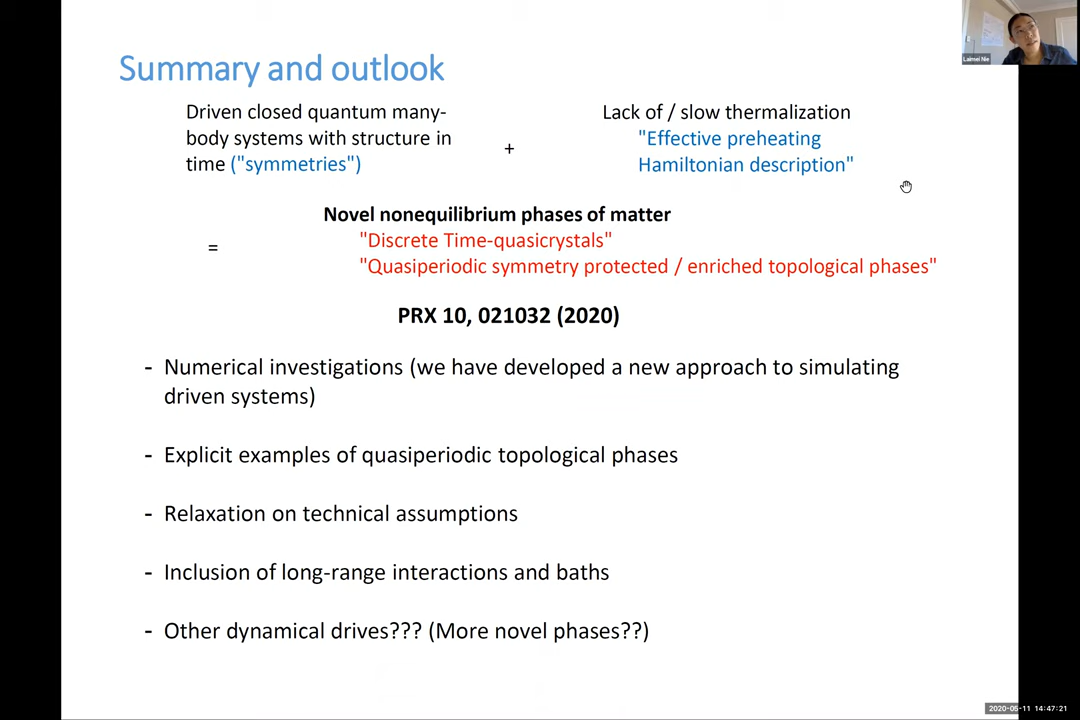 Summary and outlook
Driven closed quantum many-
body systems with structure in
time ("symmetries")
+
Lack of / slow thermalization
"Effective preheating
Hamiltonian description"
=
Novel nonequilibrium phases of matter
"Discrete Time-quasicrystals"
"Quasiperiodic symmetry protected / enriched topological phases"
PRX 10, 021032 (2020)
- Numerical investigations (we have developed a new approach to simulating
driven systems)
- Explicit examples of quasiperiodic topological phases
- Relaxation on technical assumptions
- Inclusion of long-range interactions and baths
- Other dynamical drives??? (More novel phases??)
Laimei Nie
2020-05-11 14:47:21